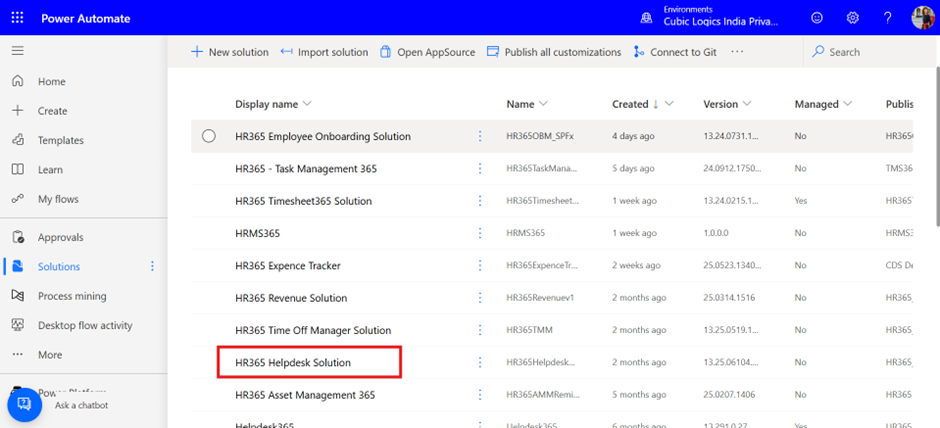 Power Automate
Environments
Cubic Logics India Priva...
New solution
Import solution
Open AppSource
Publish all customizations
Connect to Git
Search
Home
Create
Templates
Learn
My flows
Approvals
Solutions
Process mining
Desktop flow activity
More
Power Platform
Ask a chatbot
Display name Name Created Version Managed Publis
HR365 Employee Onboarding Solution HR365OBM_SPFx 4 days ago 13.24.0731.1... No HR365
HR365 - Task Management 365 HR365TaskMana... 5 days ago 24.0912.1750... No TMS36
HR365 Timesheet365 Solution HR365Timesheet... 1 week ago 13.24.0215.1... Yes HR365
HRMS365 HRMS365 1 week ago 1.0.0.0 No HRMS3
HR365 Expence Tracker HR365ExpenceTr... 2 weeks ago 25.0523.1340... No CDS De
HR365 Revenue Solution HR365Revenuev1 2 months ago 25.0314.1516 No HR365_
HR365 Time Off Manager Solution HR365TMM 2 months ago 13.25.0519.1... No HR365_
HR365 Helpdesk Solution HR365Helpdesk... 2 months ago 13.25.06104... No HR365_
HR365 Asset Management 365 HR365AMMRemi... 5 months ago 25.0207.1406 No HR365_
Helpdesk365 Helpdesk365 6 months ago 13.291.0.27 Yes HR365